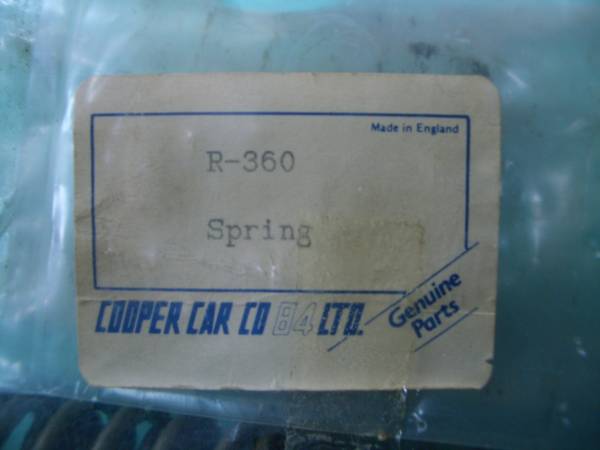 Made in England
R-360
Spring
COOPER CAR CO 84 LTD.
Genuine
Parts